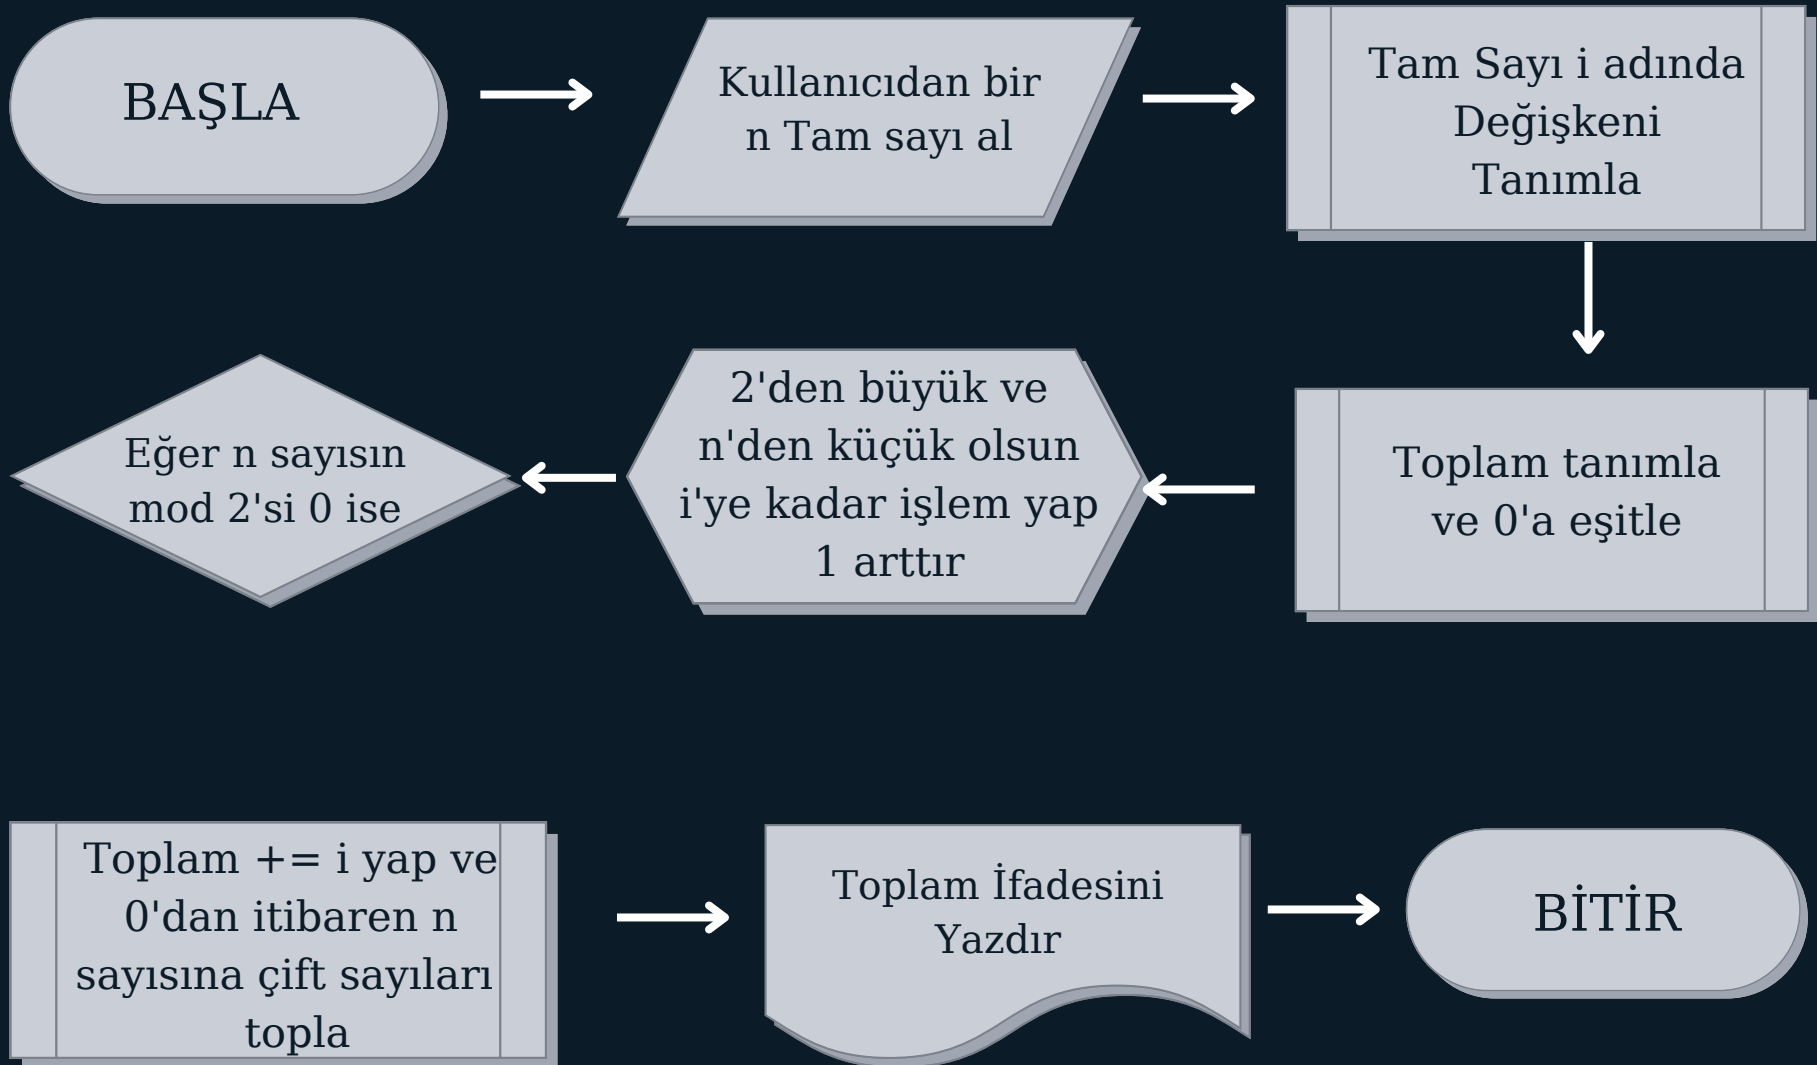 BAŞLA
Kullanıcıdan bir
n Tam sayı al
Tam Sayı i adında
Değişkeni
Tanımla
Toplam tanımla
ve 0'a eşitle
2'den büyük ve
n'den küçük olsun
i'ye kadar işlem yap
1 arttır
Eğer n sayısın
mod 2'si 0 ise
Toplam += i yap ve
0'dan itibaren n
sayısına çift sayıları
topla
Toplam İfadesini
Yazdır
BİTİR